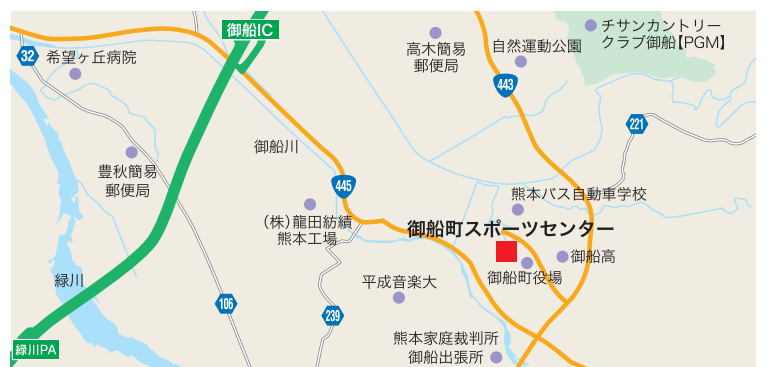 御船IC
チサンカントリー
クラブ御船【PGM】
32
希望ヶ丘病院
高木簡易
郵便局
自然運動公園
443
221
御船川
豊秋簡易
郵便局
445
熊本バス自動車学校
(株)龍田紡績
熊本工場
御船町スポーツセンター
御船高
御船町役場
緑川
平成音楽大
106
239
熊本家庭裁判所
御船出張所
緑川PA